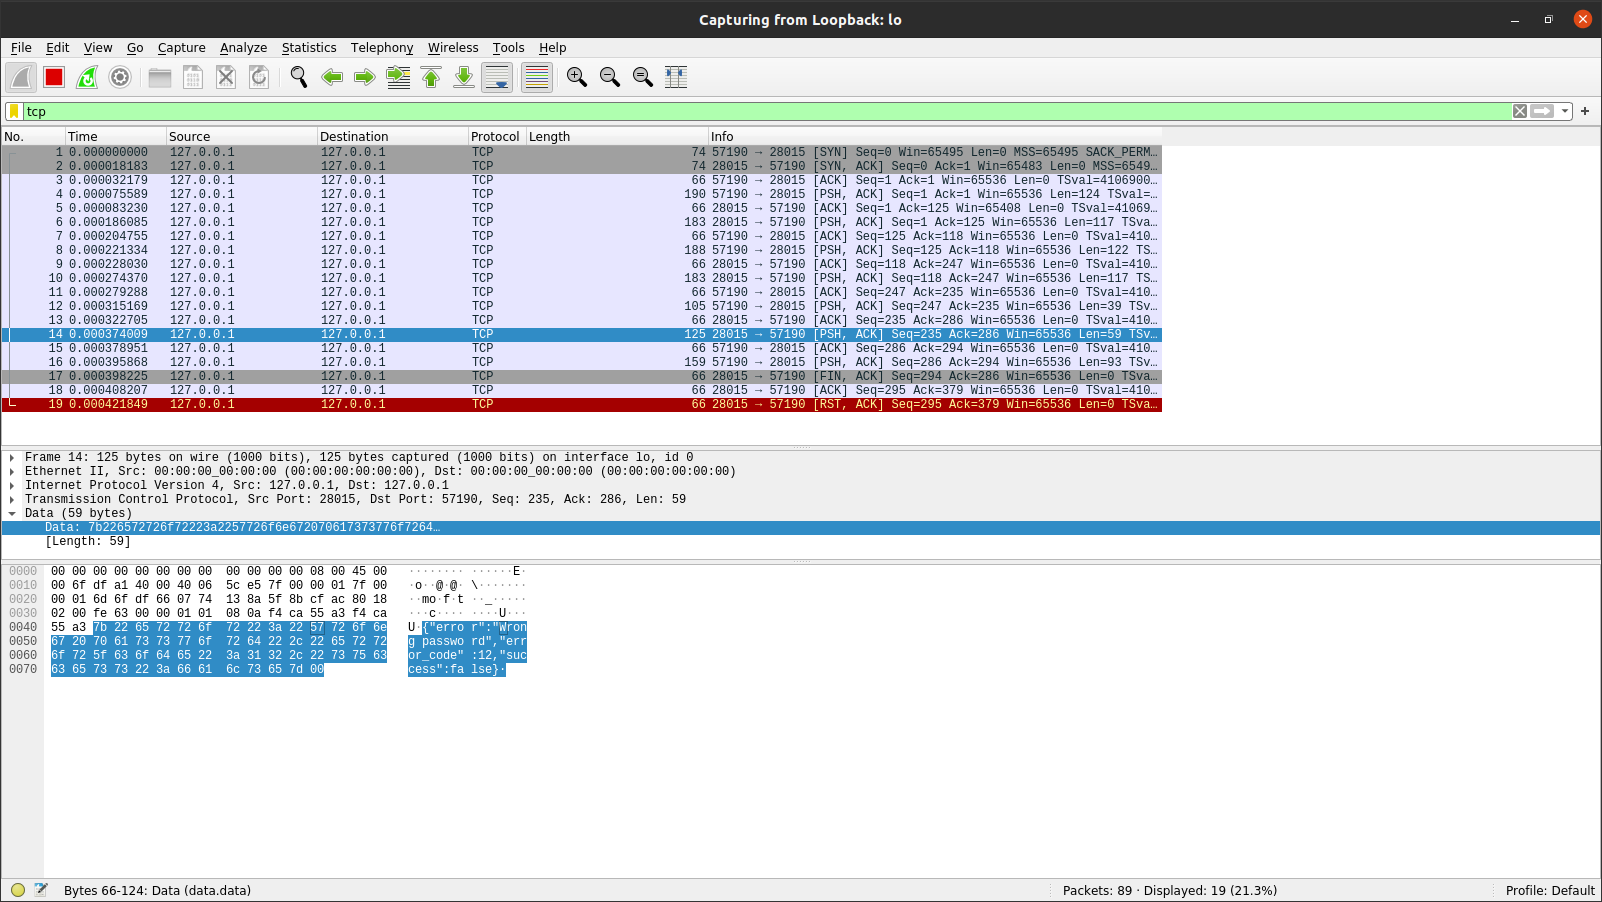 Capturing from Loopback: lo
File Edit View Go Capture Analyze Statistics Telephony Wireless Tools Help
tcp
No. Time Source Destination Protocol Length Info
1 0.000000000 127.0.0.1 127.0.0.1 TCP 74 57190 → 28015 [SYN] Seq=0 Win=65495 Len=0 MSS=65495 SACK_PERM…
2 0.000018183 127.0.0.1 127.0.0.1 TCP 74 28015 → 57190 [SYN, ACK] Seq=0 Ack=1 Win=65483 Len=0 MSS=6549…
3 0.000032179 127.0.0.1 127.0.0.1 TCP 66 57190 → 28015 [ACK] Seq=1 Ack=1 Win=65536 Len=0 TSval=4106900…
4 0.000075589 127.0.0.1 127.0.0.1 TCP 190 57190 → 28015 [PSH, ACK] Seq=1 Ack=1 Win=65536 Len=124 TSval=…
5 0.000083230 127.0.0.1 127.0.0.1 TCP 66 28015 → 57190 [ACK] Seq=1 Ack=125 Win=65408 Len=0 TSval=41069…
6 0.000186085 127.0.0.1 127.0.0.1 TCP 183 28015 → 57190 [PSH, ACK] Seq=1 Ack=125 Win=65536 Len=117 TSva…
7 0.000204755 127.0.0.1 127.0.0.1 TCP 66 57190 → 28015 [ACK] Seq=125 Ack=118 Win=65536 Len=0 TSval=410…
8 0.000221334 127.0.0.1 127.0.0.1 TCP 188 57190 → 28015 [PSH, ACK] Seq=125 Ack=118 Win=65536 Len=122 TS…
9 0.000228030 127.0.0.1 127.0.0.1 TCP 66 28015 → 57190 [ACK] Seq=118 Ack=247 Win=65536 Len=0 TSval=410…
10 0.000274370 127.0.0.1 127.0.0.1 TCP 183 28015 → 57190 [PSH, ACK] Seq=118 Ack=247 Win=65536 Len=117 TS…
11 0.000279288 127.0.0.1 127.0.0.1 TCP 66 57190 → 28015 [ACK] Seq=247 Ack=235 Win=65536 Len=0 TSval=410…
12 0.000315169 127.0.0.1 127.0.0.1 TCP 105 57190 → 28015 [PSH, ACK] Seq=247 Ack=235 Win=65536 Len=39 TSv…
13 0.000322705 127.0.0.1 127.0.0.1 TCP 66 28015 → 57190 [ACK] Seq=235 Ack=286 Win=65536 Len=0 TSval=410…
14 0.000374009 127.0.0.1 127.0.0.1 TCP 125 28015 → 57190 [PSH, ACK] Seq=235 Ack=286 Win=65536 Len=59 TSv…
15 0.000378951 127.0.0.1 127.0.0.1 TCP 66 57190 → 28015 [ACK] Seq=286 Ack=294 Win=65536 Len=0 TSval=410…
16 0.000395868 127.0.0.1 127.0.0.1 TCP 159 57190 → 28015 [PSH, ACK] Seq=286 Ack=294 Win=65536 Len=93 TSv…
17 0.000398225 127.0.0.1 127.0.0.1 TCP 66 28015 → 57190 [FIN, ACK] Seq=294 Ack=286 Win=65536 Len=0 TSva…
18 0.000408207 127.0.0.1 127.0.0.1 TCP 66 28015 → 57190 [ACK] Seq=295 Ack=379 Win=65536 Len=0 TSval=410…
19 0.000421849 127.0.0.1 127.0.0.1 TCP 66 28015 → 57190 [RST, ACK] Seq=295 Ack=379 Win=65536 Len=0 TSva…
Frame 14: 125 bytes on wire (1000 bits), 125 bytes captured (1000 bits) on interface lo, id 0
Ethernet II, Src: 00:00:00_00:00:00 (00:00:00:00:00:00), Dst: 00:00:00_00:00:00 (00:00:00:00:00:00)
Internet Protocol Version 4, Src: 127.0.0.1, Dst: 127.0.0.1
Transmission Control Protocol, Src Port: 28015, Dst Port: 57190, Seq: 235, Ack: 286, Len: 59
Data (59 bytes)
Data: 7b226572726f72223a2257726f6e672070617373776f7264…
[Length: 59]
0000 00 00 00 00 00 00 00 00 00 00 00 00 08 00 45 00 ········ ······E·
0010 00 6f df a1 40 00 40 06 5c e5 7f 00 00 01 7f 00 ·o··@·@· \·······
0020 00 01 6d 6f df 66 07 74 13 8a 5f 8b cf ac 80 18 ··mo·f·t ··_·····
0030 02 00 fe 63 00 00 01 01 08 0a f4 ca 55 a3 f4 ca ···c···· ····U···
0040 55 a3 7b 22 65 72 72 6f 72 22 3a 22 57 72 6f 6e U·{"erro r":"Wron
0050 67 20 70 61 73 73 77 6f 72 64 22 2c 22 65 72 72 g passwo rd","err
0060 6f 72 5f 63 6f 64 65 22 3a 31 32 2c 22 73 75 63 or_code" :12,"suc
0070 63 65 73 73 22 3a 66 61 6c 73 65 7d 00 cess":fa lse}·
Bytes 66-124: Data (data.data)
Packets: 89 · Displayed: 19 (21.3%)
Profile: Default